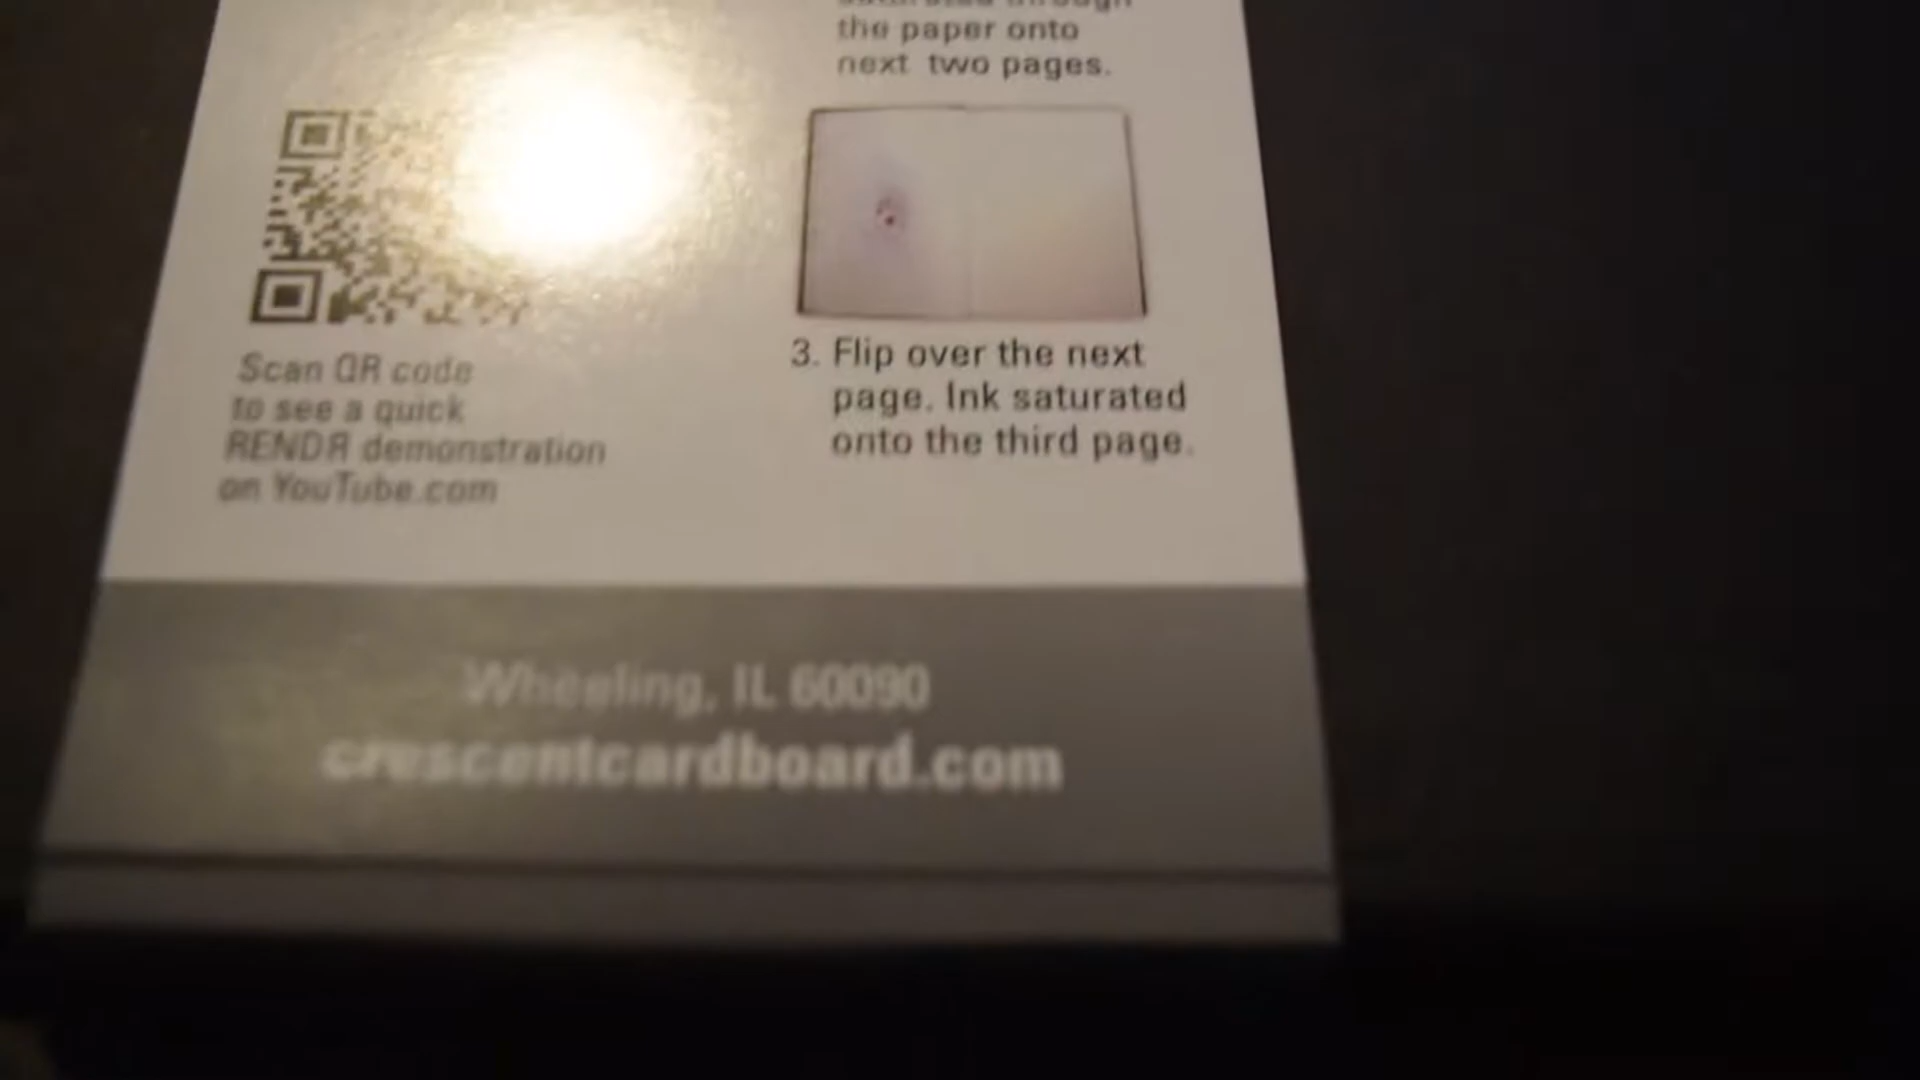 the paper onto
next two pages.
3. Flip over the next
page. Ink saturated
onto the third page.
Scan QR code
to see a quick
RENDR demonstration
on YouTube.com
Wheeling, IL 60090
crescentcardboard.com